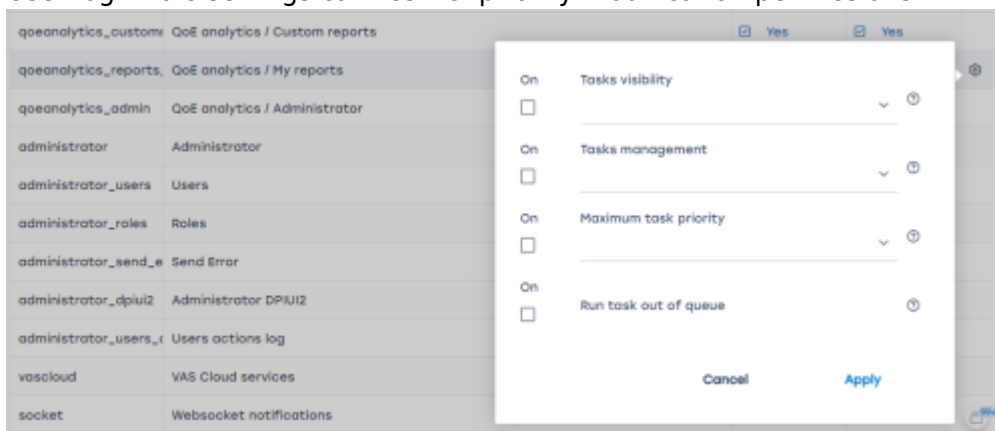 qoeanalytics_custom QoE analytics / Custom reports Yes Yes
qoeanalytics_reports, QoE analytics / My reports
qoeanalytics_admin QoE analytics / Administrator
administrator Administrator
administrator_users Users
administrator_roles Roles
administrator_send_e Send Error
administrator_dpiui2 Administrator DPIUI2
administrator_users_ Users actions log
vascloud VAS Cloud services
socket Websocket notifications
On Tasks visibility
On Tasks management
On Maximum task priority
On
Run task out of queue
Cancel Apply